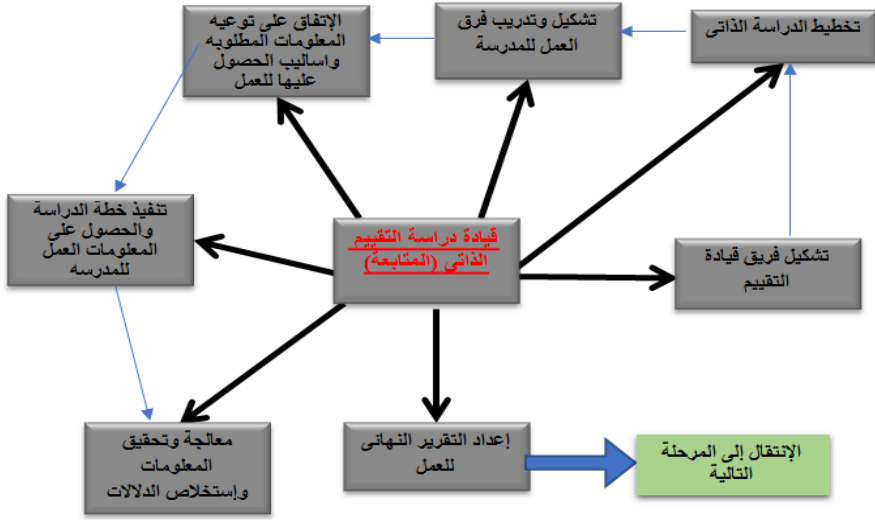 الإتفاق على توعيه
المعلومات المطلوبه
واساليب الحصول
عليها للعمل
تشكيل وتدريب فرق
العمل للمدرسة
تخطيط الدراسة الذاتى
تنفيذ خطة الدراسة
والحصول على
المعلومات العمل
للمدرسه
قيادة دراسة التقييم
الذاتي (المتابعة)
تشكيل فريق قيادة
التقييم
معالجة وتحقيق
المعلومات
وإستخلاص الدلالات
إعداد التقرير النهائى
للعمل
الإنتقال إلى المرحلة
التالية